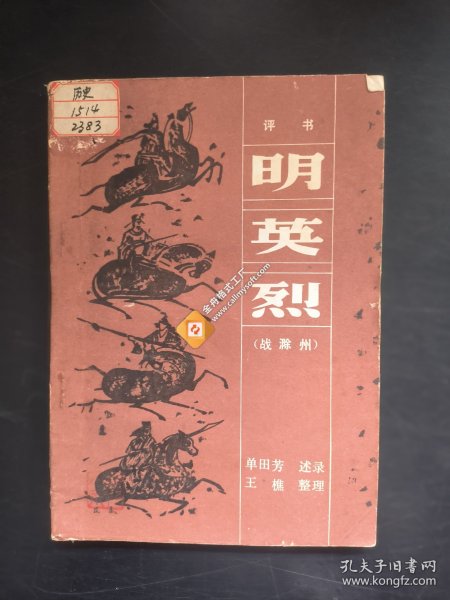 历史
1514
2383
评书
明
英
烈
(战滁州)
单田芳 述录
王樵 整理
金舟格式工厂
www.callmysoft.com
孔夫子旧书网
www.kongfz.com